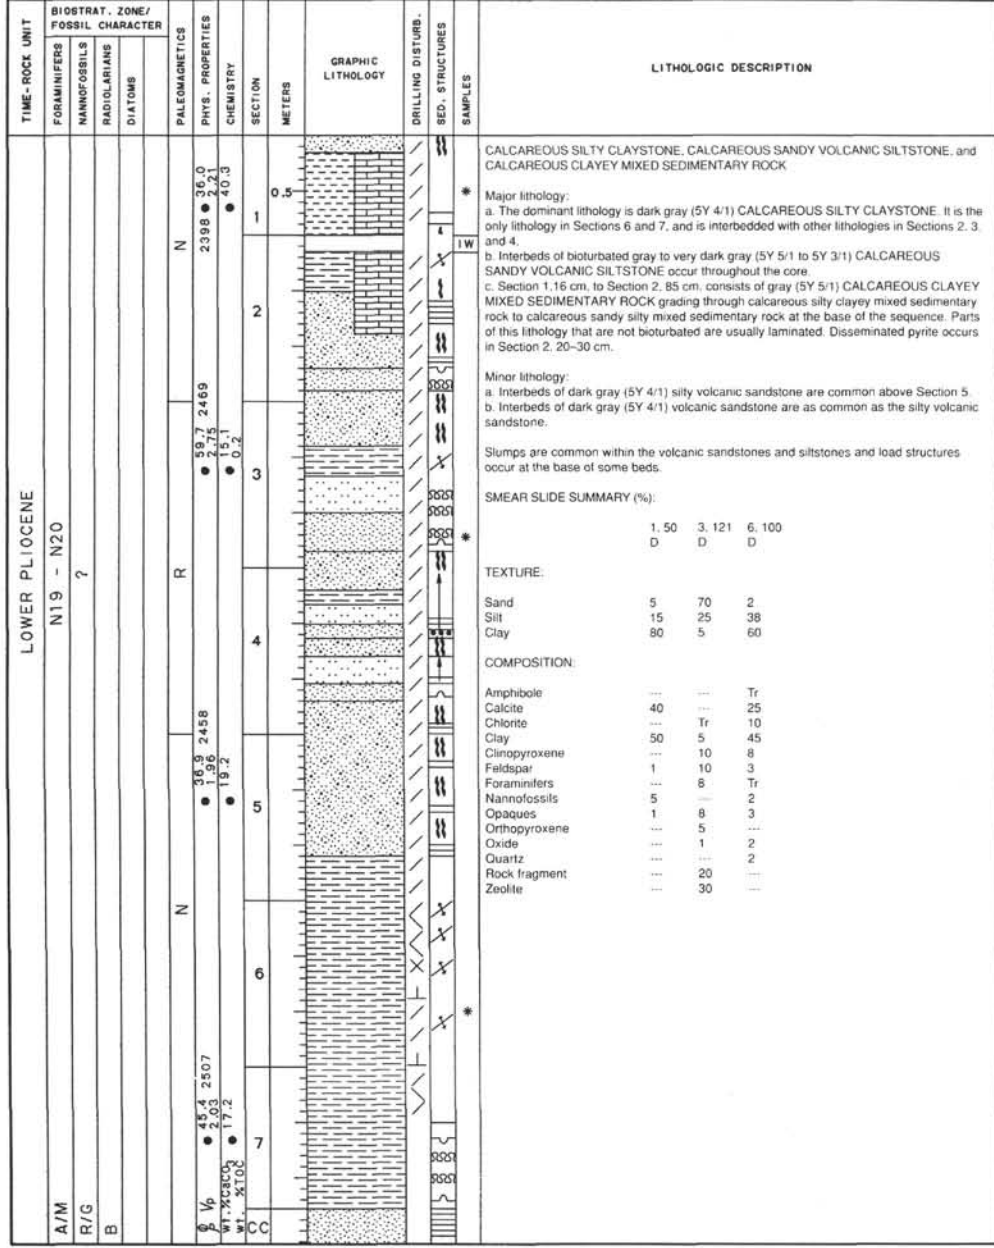 TIME-ROCK UNIT
BIOSTRAT. ZONE/
FOSSIL CHARACTER
FORAMINIFERS
NANNOFOSSILS
RADIOLARIANS
DIATOMS
PALEOMAGNETICS
PHYS. PROPERTIES
CHEMISTRY
SECTION
METERS
GRAPHIC
LITHOLOGY
DRILLING DISTURB.
SED. STRUCTURES
SAMPLES
LITHOLOGIC DESCRIPTION
LOWER PLIOCENE
N19 - N20
A/M
?
R/G
B
N
R
N
2398 ● 36.0
2.21
● 40.3
2469
● 59.7
2.75
● 15.1
0.2
2458
● 36.9
1.96
● 19.2
2507
● 45.4
2.03
● 17.2
φ Vp
ρ
wt.%CaCO3
wt. %TOC
1
2
3
4
5
6
7
CC
0.5
*
IW
*
*
CALCAREOUS SILTY CLAYSTONE, CALCAREOUS SANDY VOLCANIC SILTSTONE, and
CALCAREOUS CLAYEY MIXED SEDIMENTARY ROCK
Major lithology:
a. The dominant lithology is dark gray (5Y 4/1) CALCAREOUS SILTY CLAYSTONE. It is the
only lithology in Sections 6 and 7, and is interbedded with other lithologies in Sections 2, 3,
and 4.
b. Interbeds of bioturbated gray to very dark gray (5Y 5/1 to 5Y 3/1) CALCAREOUS
SANDY VOLCANIC SILTSTONE occur throughout the core.
c. Section 1,16 cm, to Section 2, 85 cm, consists of gray (5Y 5/1) CALCAREOUS CLAYEY
MIXED SEDIMENTARY ROCK grading through calcareous silty clayey mixed sedimentary
rock to calcareous sandy silty mixed sedimentary rock at the base of the sequence. Parts
of this lithology that are not bioturbated are usually laminated. Disseminated pyrite occurs
in Section 2, 20–30 cm.
Minor lithology:
a. Interbeds of dark gray (5Y 4/1) silty volcanic sandstone are common above Section 5.
b. Interbeds of dark gray (5Y 4/1) volcanic sandstone are as common as the silty volcanic
sandstone.
Slumps are common within the volcanic sandstones and siltstones and load structures
occur at the base of some beds.
SMEAR SLIDE SUMMARY (%):
1, 50 3, 121 6, 100
D D D
TEXTURE:
Sand 5 70 2
Silt 15 25 38
Clay 80 5 60
COMPOSITION:
Amphibole --- --- Tr
Calcite 40 --- 25
Chlorite --- Tr 10
Clay 50 5 45
Clinopyroxene --- 10 8
Feldspar 1 10 3
Foraminifers --- 8 Tr
Nannofossils 5 --- 2
Opaques 1 8 3
Orthopyroxene --- 5 ---
Oxide --- 1 2
Quartz --- --- 2
Rock fragment --- 20 ---
Zeolite --- 30 ---